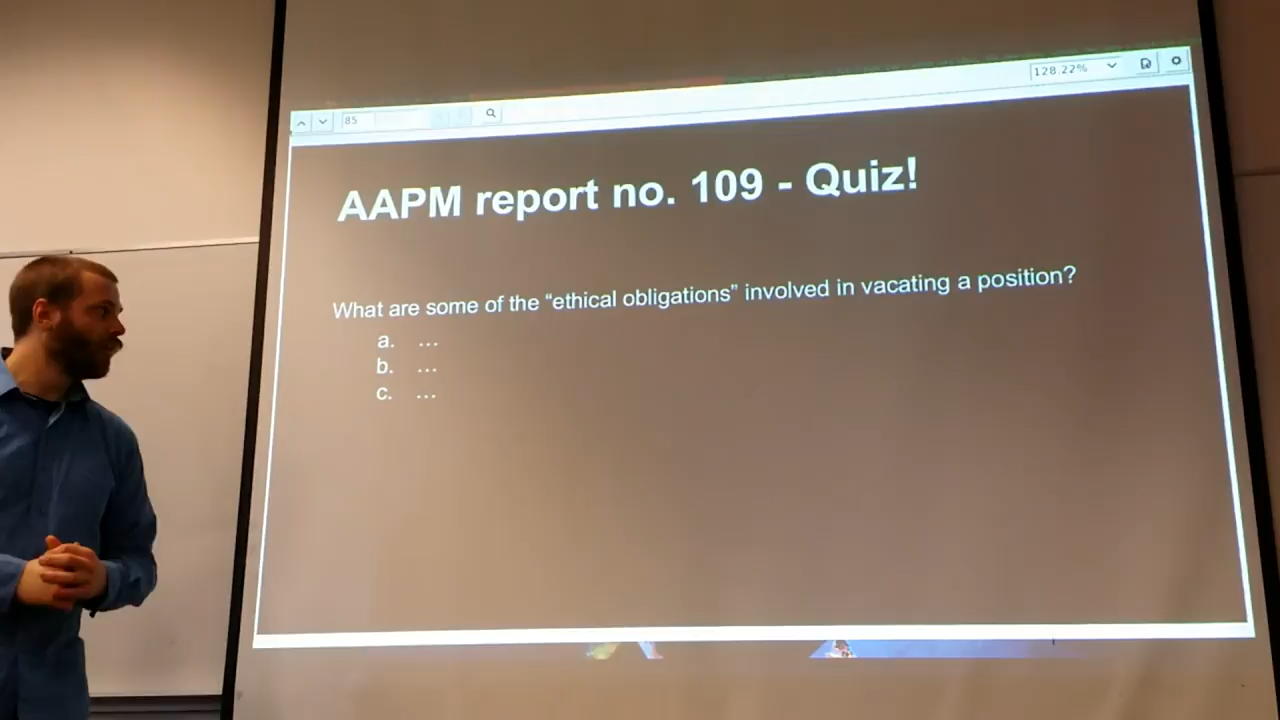 128.22%
85
AAPM report no. 109 - Quiz!
What are some of the “ethical obligations” involved in vacating a position?
a. ...
b. ...
c. ...